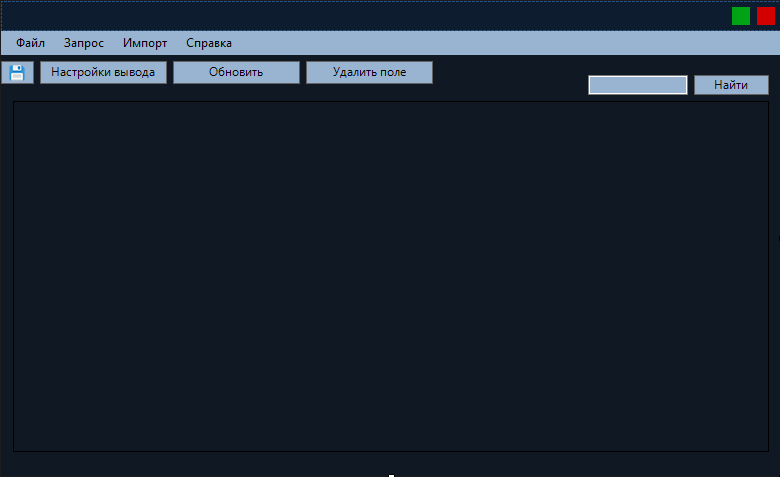 Файл Запрос Импорт Справка
Настройки вывода Обновить Удалить поле
Найти